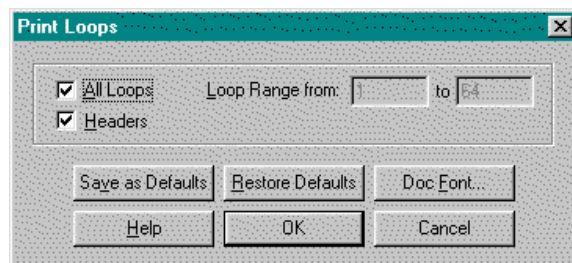 Print Loops
All Loops Loop Range from: 1 to 64
Headers
Save as Defaults Restore Defaults Doc Font...
Help OK Cancel